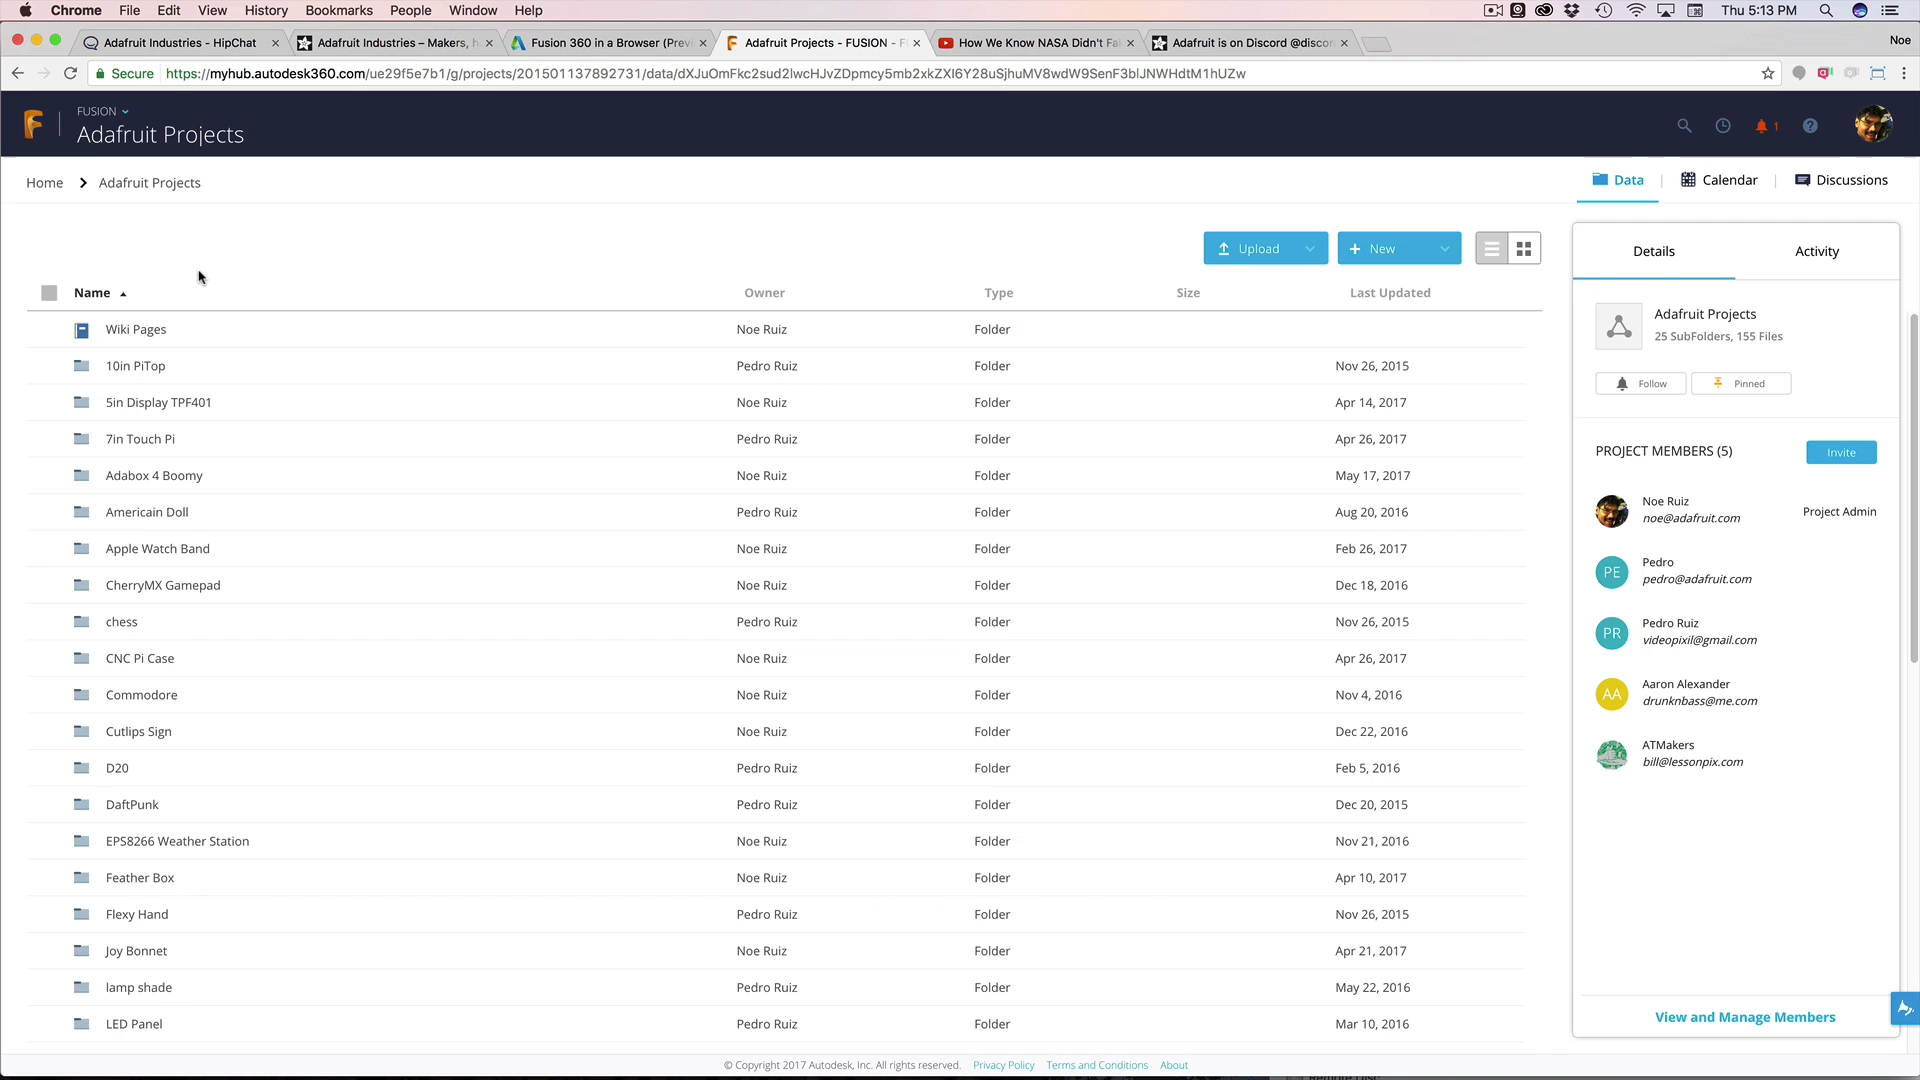 Chrome File Edit View History Bookmarks People Window Help Thu 5:13 PM
Adafruit Industries - HipChat Adafruit Industries – Makers, h Fusion 360 in a Browser (Prev Adafruit Projects - FUSION - F How We Know NASA Didn't Fa Adafruit is on Discord @discor Noe
Secure https://myhub.autodesk360.com/ue29f5e7b1/g/projects/201501137892731/data/dXJuOmFkc2sud2lwcHJvZDpmcy5mb2xkZXI6Y28uSjhuMV8wdW9SenF3blJNWHdtM1hUZw
FUSION
Adafruit Projects
1
Home > Adafruit Projects
Data Calendar Discussions
Upload New
Name Owner Type Size Last Updated
Wiki Pages Noe Ruiz Folder
10in PiTop Pedro Ruiz Folder Nov 26, 2015
5in Display TPF401 Noe Ruiz Folder Apr 14, 2017
7in Touch Pi Pedro Ruiz Folder Apr 26, 2017
Adabox 4 Boomy Noe Ruiz Folder May 17, 2017
Americain Doll Pedro Ruiz Folder Aug 20, 2016
Apple Watch Band Noe Ruiz Folder Feb 26, 2017
CherryMX Gamepad Noe Ruiz Folder Dec 18, 2016
chess Pedro Ruiz Folder Nov 26, 2015
CNC Pi Case Noe Ruiz Folder Apr 26, 2017
Commodore Noe Ruiz Folder Nov 4, 2016
Cutlips Sign Noe Ruiz Folder Dec 22, 2016
D20 Pedro Ruiz Folder Feb 5, 2016
DaftPunk Pedro Ruiz Folder Dec 20, 2015
EPS8266 Weather Station Noe Ruiz Folder Nov 21, 2016
Feather Box Noe Ruiz Folder Apr 10, 2017
Flexy Hand Pedro Ruiz Folder Nov 26, 2015
Joy Bonnet Noe Ruiz Folder Apr 21, 2017
lamp shade Pedro Ruiz Folder May 22, 2016
LED Panel Pedro Ruiz Folder Mar 10, 2016
Details Activity
Adafruit Projects
25 SubFolders, 155 Files
Follow Pinned
PROJECT MEMBERS (5) Invite
Noe Ruiz
noe@adafruit.com
Project Admin
PE
Pedro
pedro@adafruit.com
PR
Pedro Ruiz
videopixil@gmail.com
AA
Aaron Alexander
drunknbass@me.com
ATMakers
bill@lessonpix.com
View and Manage Members
© Copyright 2017 Autodesk, Inc. All rights reserved. Privacy Policy Terms and Conditions About